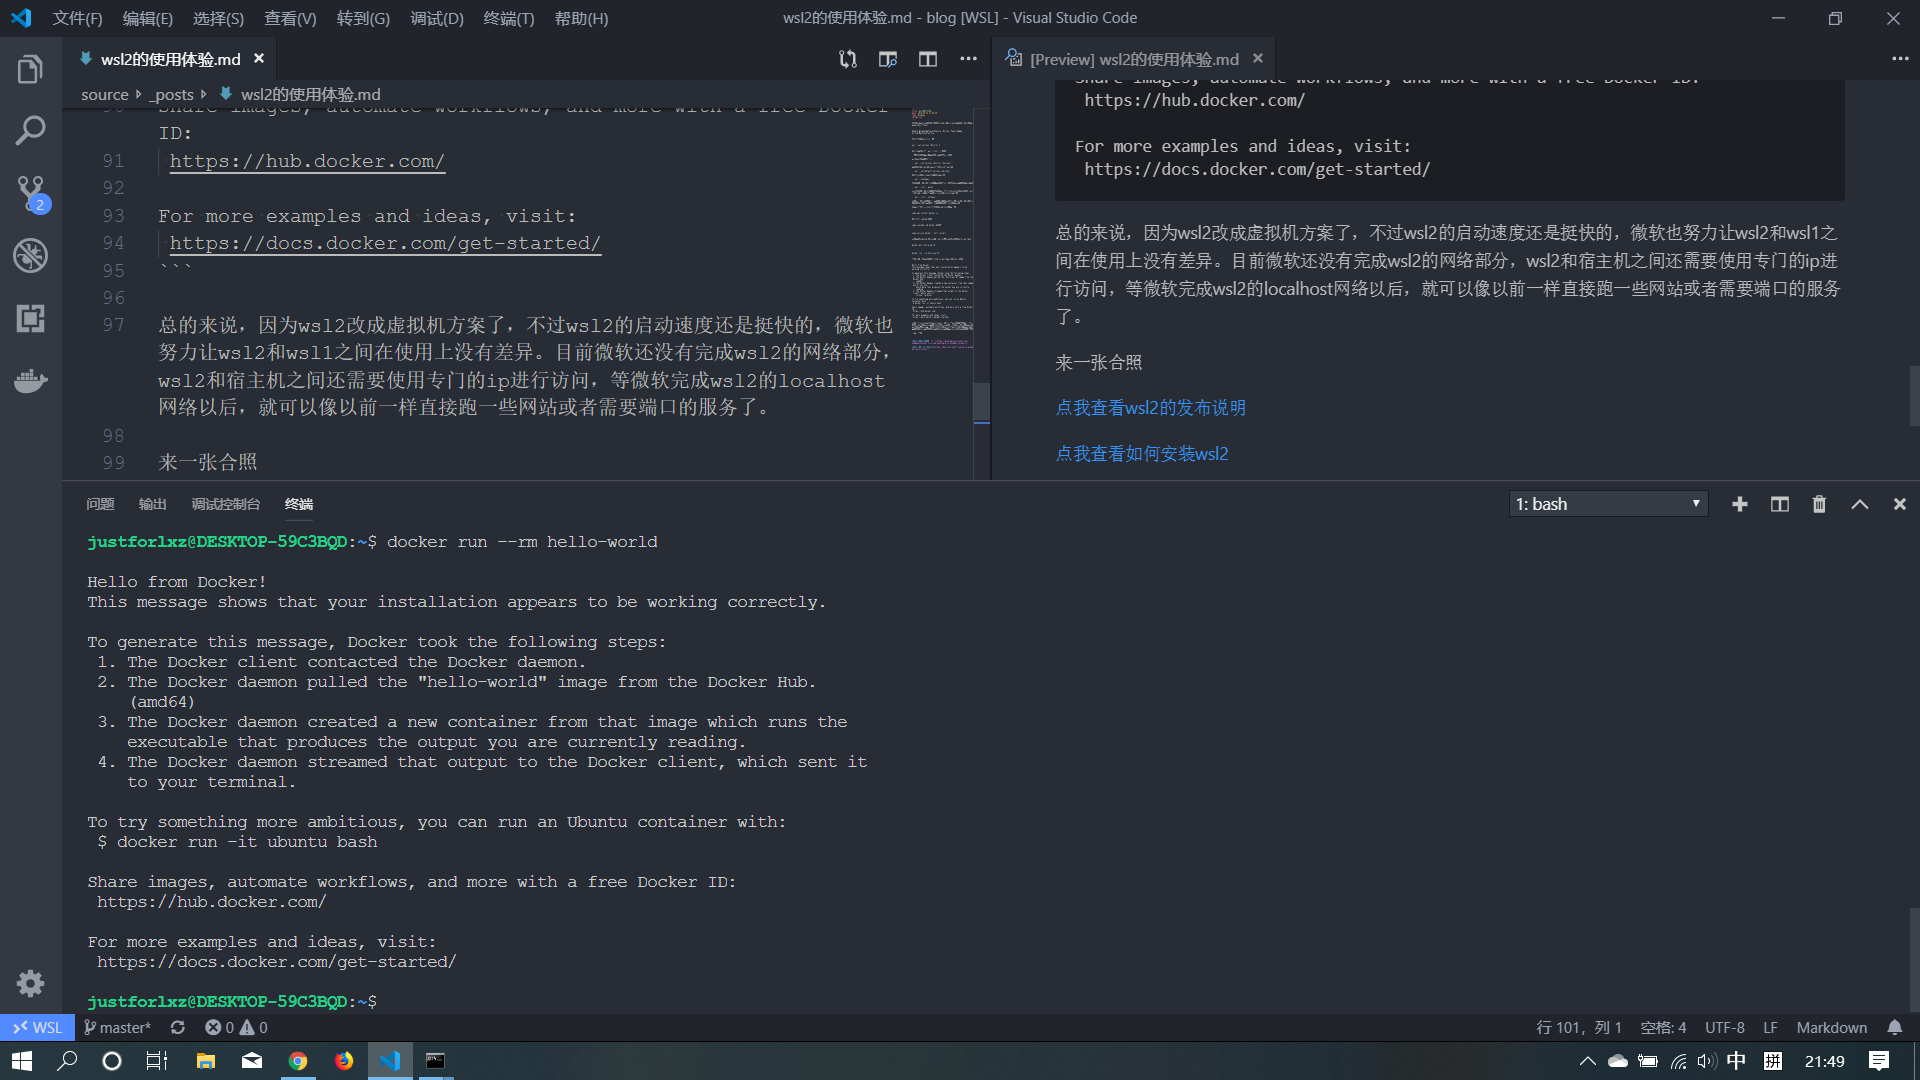 文件(F) 编辑(E) 选择(S) 查看(V) 转到(G) 调试(D) 终端(T) 帮助(H)
wsl2的使用体验.md - blog [WSL] - Visual Studio Code
wsl2的使用体验.md
source _posts wsl2的使用体验.md
Share images, automate workflows, and more with a free Docker
ID:
91 https://hub.docker.com/
92
93 For more examples and ideas, visit:
94 https://docs.docker.com/get-started/
95 ```
96
97 总的来说，因为wsl2改成虚拟机方案了，不过wsl2的启动速度还是挺快的，微软也
努力让wsl2和wsl1之间在使用上没有差异。目前微软还没有完成wsl2的网络部分，
wsl2和宿主机之间还需要使用专门的ip进行访问，等微软完成wsl2的localhost
网络以后，就可以像以前一样直接跑一些网站或者需要端口的服务了。
98
99 来一张合照
[Preview] wsl2的使用体验.md
Share images, automate workflows, and more with a free Docker ID:
https://hub.docker.com/
For more examples and ideas, visit:
https://docs.docker.com/get-started/
总的来说，因为wsl2改成虚拟机方案了，不过wsl2的启动速度还是挺快的，微软也努力让wsl2和wsl1之
间在使用上没有差异。目前微软还没有完成wsl2的网络部分，wsl2和宿主机之间还需要使用专门的ip进
行访问，等微软完成wsl2的localhost网络以后，就可以像以前一样直接跑一些网站或者需要端口的服务
了。
来一张合照
点我查看wsl2的发布说明
点我查看如何安装wsl2
2
问题 输出 调试控制台 终端
1: bash
justforlxz@DESKTOP-59C3BQD:~$ docker run --rm hello-world
Hello from Docker!
This message shows that your installation appears to be working correctly.
To generate this message, Docker took the following steps:
1. The Docker client contacted the Docker daemon.
2. The Docker daemon pulled the "hello-world" image from the Docker Hub.
(amd64)
3. The Docker daemon created a new container from that image which runs the
executable that produces the output you are currently reading.
4. The Docker daemon streamed that output to the Docker client, which sent it
to your terminal.
To try something more ambitious, you can run an Ubuntu container with:
$ docker run -it ubuntu bash
Share images, automate workflows, and more with a free Docker ID:
https://hub.docker.com/
For more examples and ideas, visit:
https://docs.docker.com/get-started/
justforlxz@DESKTOP-59C3BQD:~$
WSL master* 0 0
行 101，列 1 空格: 4 UTF-8 LF Markdown
中 拼 21:49